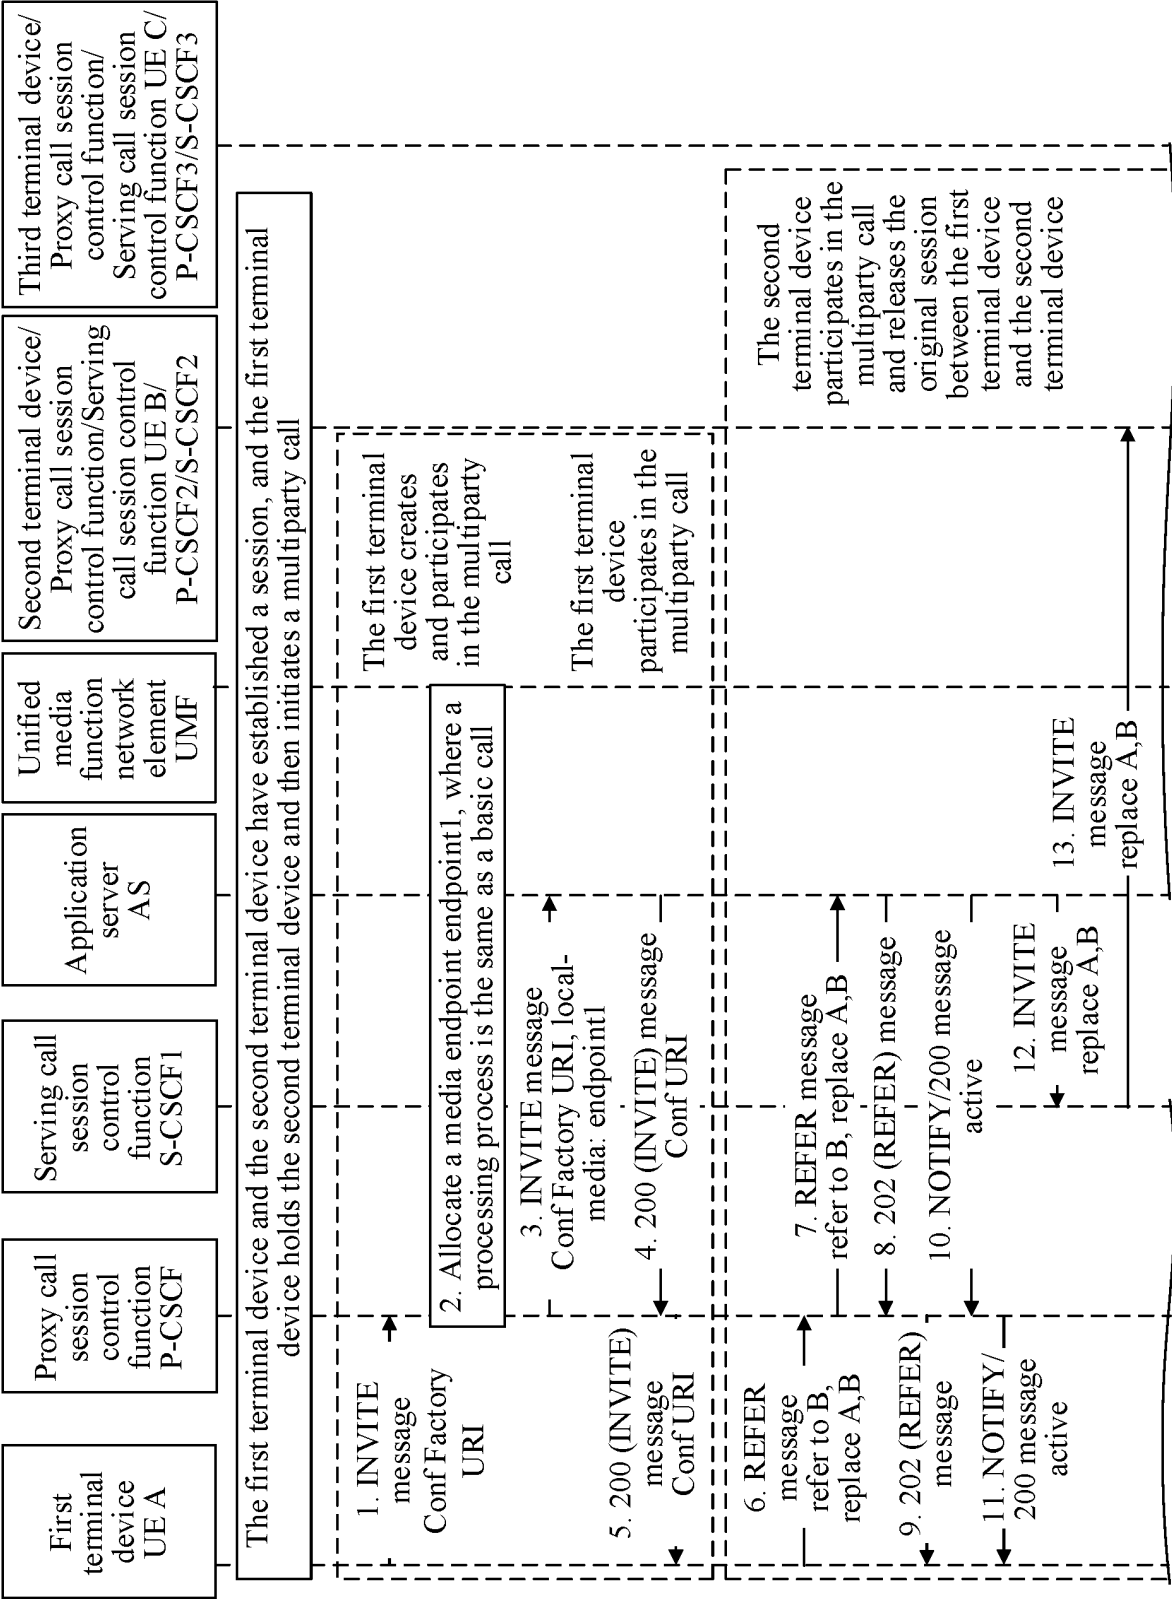 First
terminal
device
UE A
Proxy call
session
control
function
P-CSCF
Serving call
session
control
function
S-CSCF1
Application
server
AS
Unified
media
function
network
element
UMF
Second terminal device/
Proxy call session
control function/Serving
call session control
function UE B/
P-CSCF2/S-CSCF2
Third terminal device/
Proxy call session
control function/
Serving call session
control function UE C/
P-CSCF3/S-CSCF3
The first terminal device and the second terminal device have established a session, and the first terminal
device holds the second terminal device and then initiates a multiparty call
1. INVITE
message
Conf Factory
URI
The first terminal
device creates
and participates
in the multiparty
call
2. Allocate a media endpoint endpoint1, where a
processing process is the same as a basic call
3. INVITE message
Conf Factory URI, local-
media: endpoint1
The first terminal
device
participates in the
multiparty call
4. 200 (INVITE) message
Conf URI
5. 200 (INVITE)
message
Conf URI
6. REFER
message
refer to B,
replace A,B
7. REFER message
refer to B, replace A,B
The second
terminal device
participates in the
multiparty call
and releases the
original session
between the first
terminal device
and the second
terminal device
8. 202 (REFER) message
9. 202 (REFER)
message
10. NOTIFY/200 message
active
11. NOTIFY/
200 message
active
12. INVITE
message
replace A,B
13. INVITE
message
replace A,B